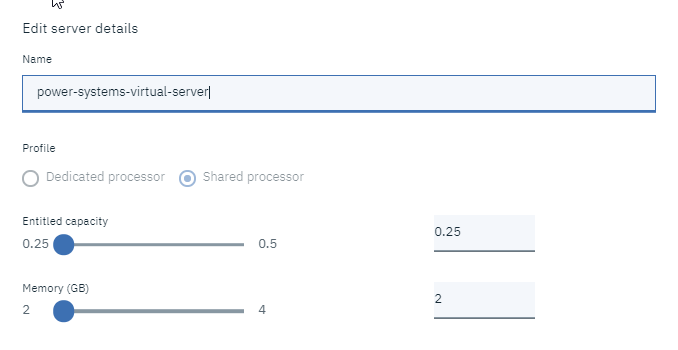 Edit server details
Name
power-systems-virtual-server
Profile
Dedicated processor Shared processor
Entitled capacity
0.25 0.5 0.25
Memory (GB)
2 4 2